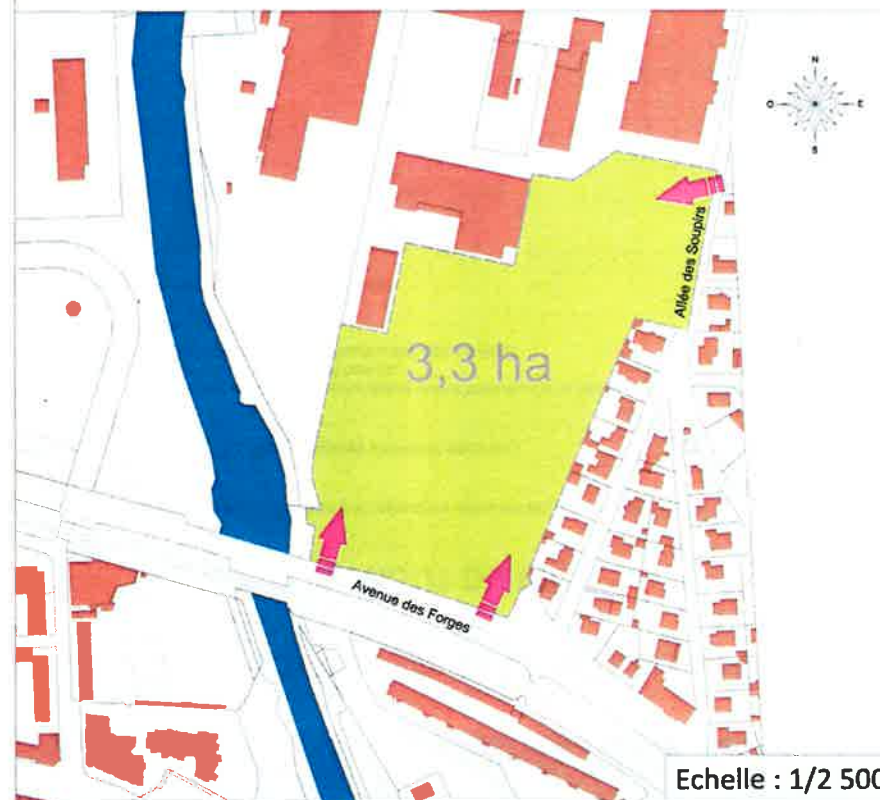 N
O
E
S
Allée des Soupirs
3,3 ha
Avenue des Forges
Echelle : 1/2 500